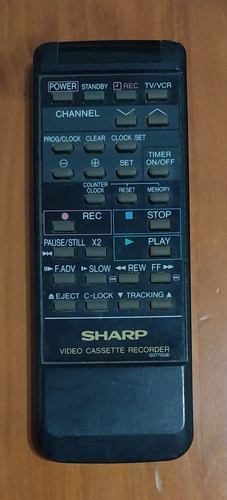 POWER STANDBY REC TV/VCR
CHANNEL
PROG/CLOCK CLEAR CLOCK SET
SET TIMER ON/OFF
COUNTER CLOCK RESET MEMORY
REC STOP
PAUSE/STILL X2 PLAY
F.ADV SLOW REW FF
EJECT C-LOCK TRACKING
SHARP
VIDEO CASSETTE RECORDER